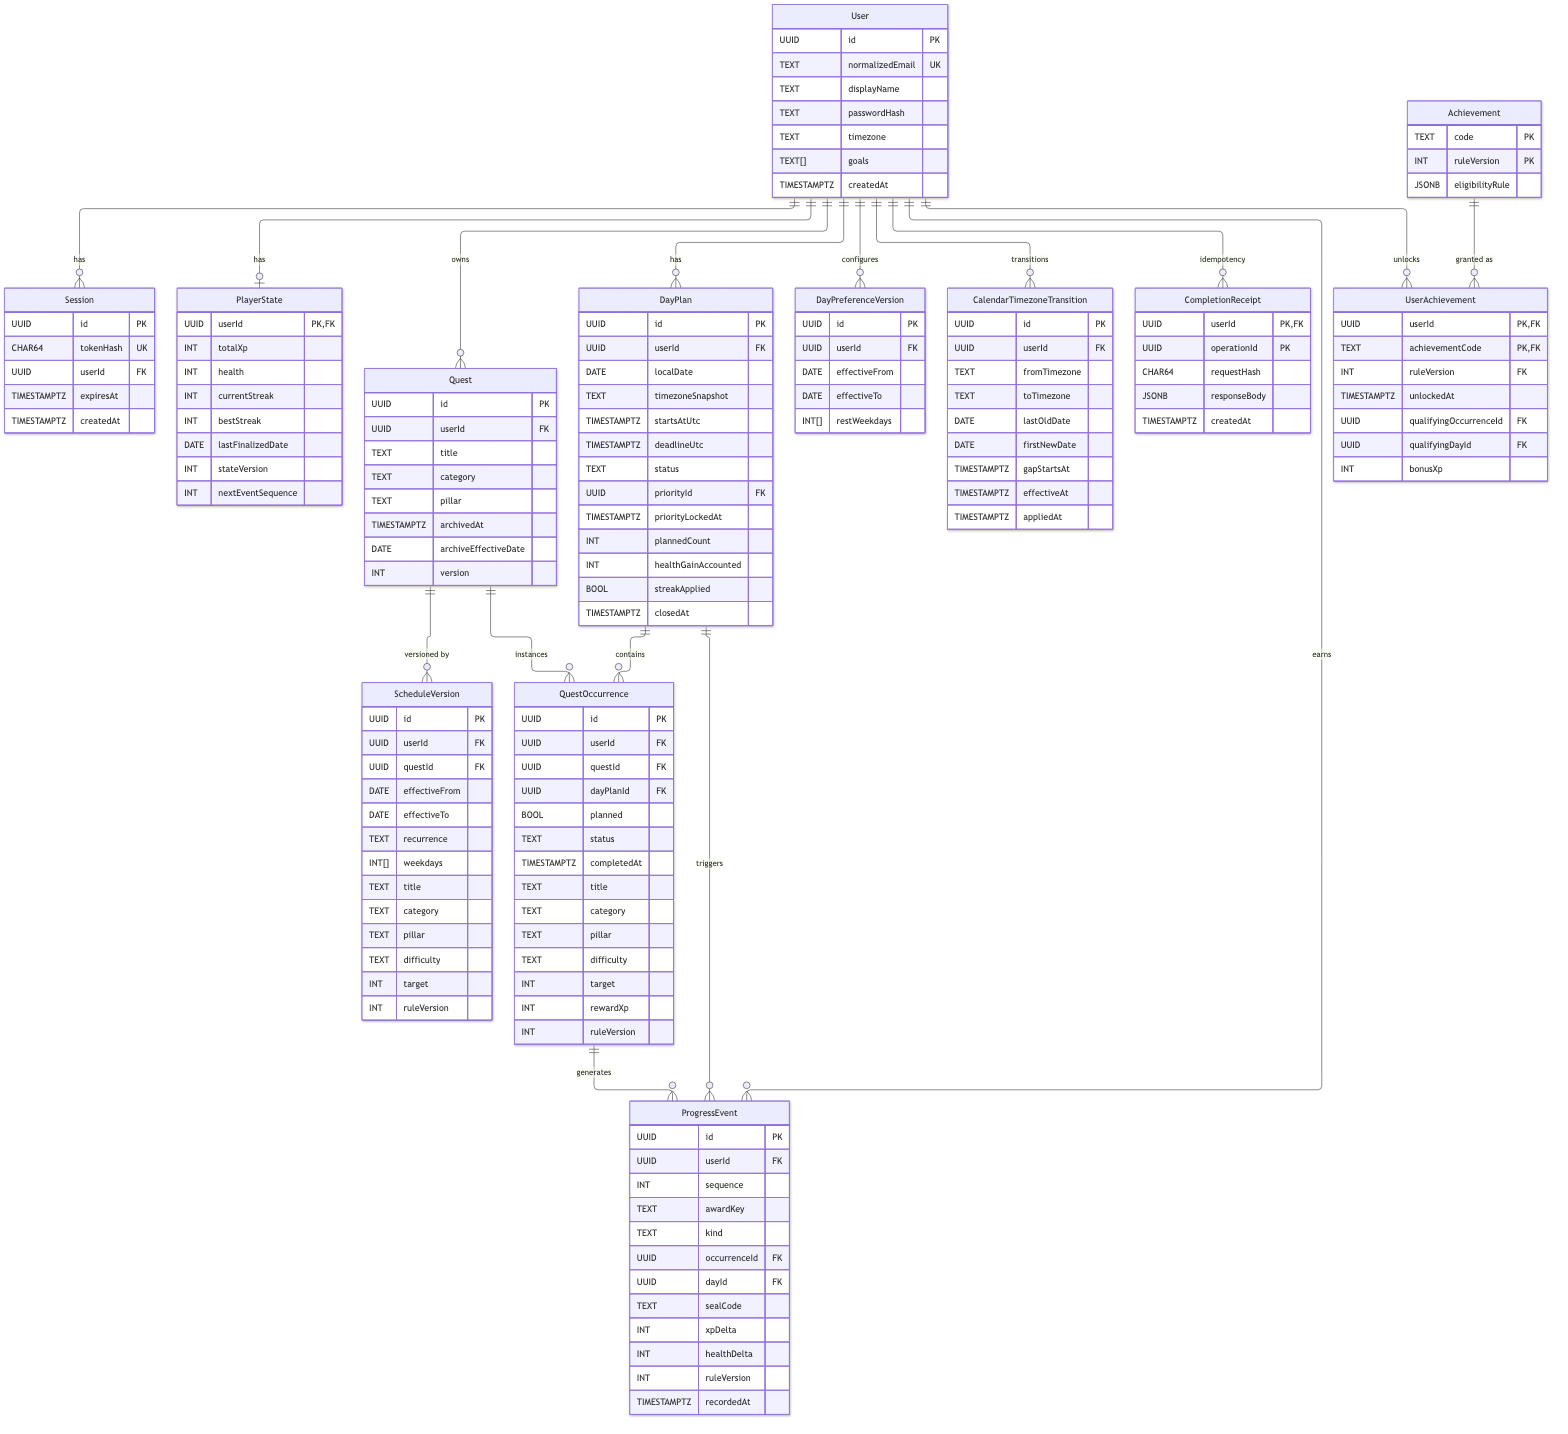 User
UUID id PK
TEXT normalizedEmail UK
TEXT displayName
TEXT passwordHash
TEXT timezone
TEXT[] goals
TIMESTAMPTZ createdAt
Achievement
TEXT code PK
INT ruleVersion PK
JSONB eligibilityRule
has
has
owns
has
configures
transitions
idempotency
unlocks
granted as
Session
UUID id PK
CHAR64 tokenHash UK
UUID userId FK
TIMESTAMPTZ expiresAt
TIMESTAMPTZ createdAt
PlayerState
UUID userId PK,FK
INT totalXp
INT health
INT currentStreak
INT bestStreak
DATE lastFinalizedDate
INT stateVersion
INT nextEventSequence
Quest
UUID id PK
UUID userId FK
TEXT title
TEXT category
TEXT pillar
TIMESTAMPTZ archivedAt
DATE archiveEffectiveDate
INT version
DayPlan
UUID id PK
UUID userId FK
DATE localDate
TEXT timezoneSnapshot
TIMESTAMPTZ startsAtUtc
TIMESTAMPTZ deadlineUtc
TEXT status
UUID priorityId FK
TIMESTAMPTZ priorityLockedAt
INT plannedCount
INT healthGainAccounted
BOOL streakApplied
TIMESTAMPTZ closedAt
DayPreferenceVersion
UUID id PK
UUID userId FK
DATE effectiveFrom
DATE effectiveTo
INT[] restWeekdays
CalendarTimezoneTransition
UUID id PK
UUID userId FK
TEXT fromTimezone
TEXT toTimezone
DATE lastOldDate
DATE firstNewDate
TIMESTAMPTZ gapStartsAt
TIMESTAMPTZ effectiveAt
TIMESTAMPTZ appliedAt
CompletionReceipt
UUID userId PK,FK
UUID operationId PK
CHAR64 requestHash
JSONB responseBody
TIMESTAMPTZ createdAt
UserAchievement
UUID userId PK,FK
TEXT achievementCode PK,FK
INT ruleVersion FK
TIMESTAMPTZ unlockedAt
UUID qualifyingOccurrenceId FK
UUID qualifyingDayId FK
INT bonusXp
versioned by
instances
contains
earns
ScheduleVersion
UUID id PK
UUID userId FK
UUID questId FK
DATE effectiveFrom
DATE effectiveTo
TEXT recurrence
INT[] weekdays
TEXT title
TEXT category
TEXT pillar
TEXT difficulty
INT target
INT ruleVersion
QuestOccurrence
UUID id PK
UUID userId FK
UUID questId FK
UUID dayPlanId FK
BOOL planned
TEXT status
TIMESTAMPTZ completedAt
TEXT title
TEXT category
TEXT pillar
TEXT difficulty
INT target
INT rewardXp
INT ruleVersion
triggers
generates
ProgressEvent
UUID id PK
UUID userId FK
INT sequence
TEXT awardKey
TEXT kind
UUID occurrenceId FK
UUID dayId FK
TEXT sealCode
INT xpDelta
INT healthDelta
INT ruleVersion
TIMESTAMPTZ recordedAt